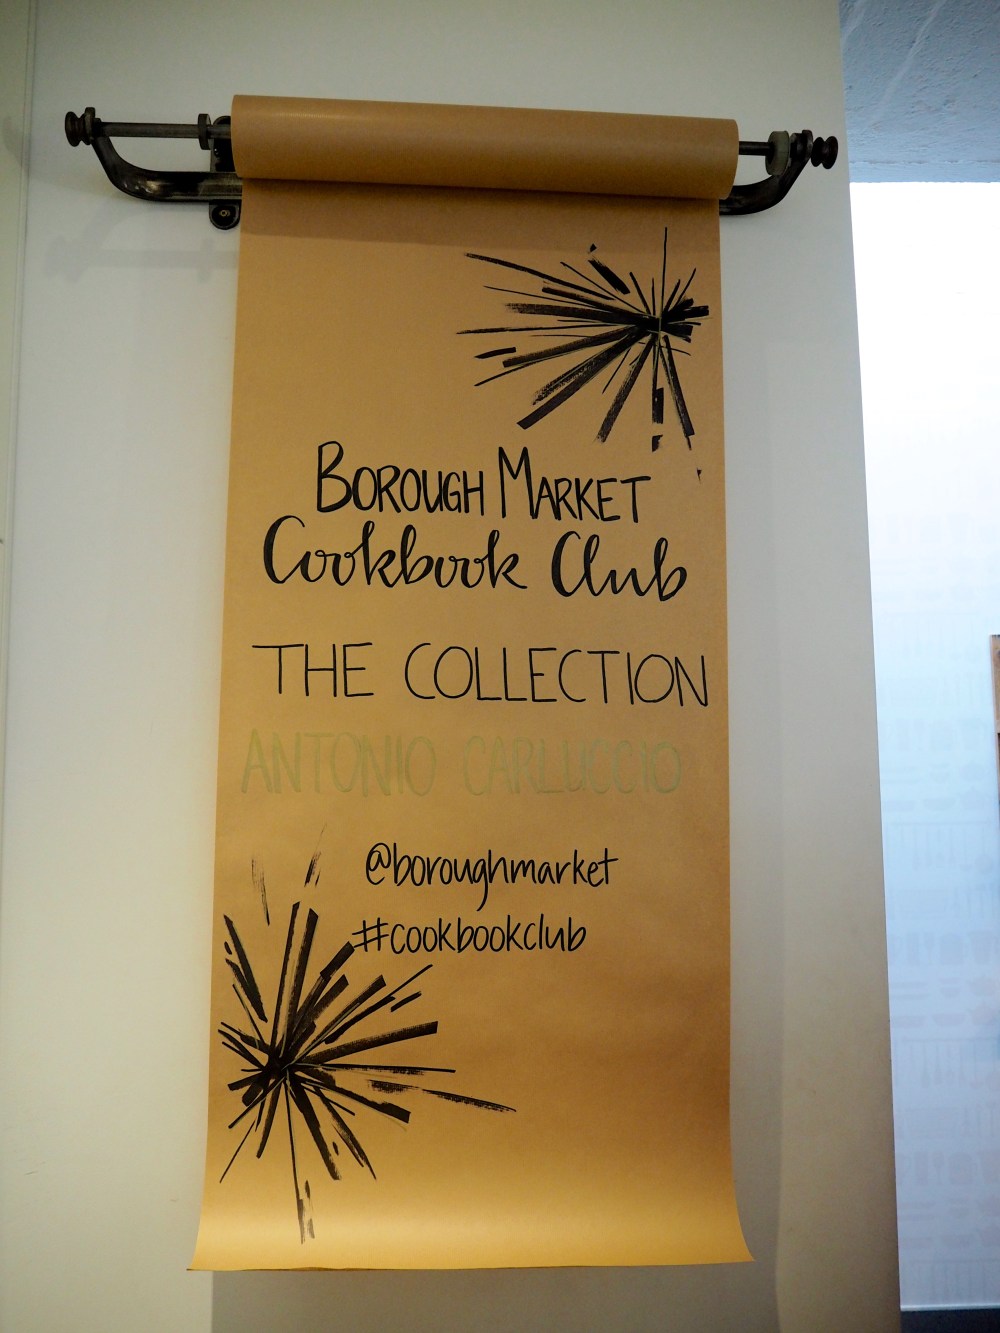 BOROUGH MARKET
Cookbook Club
THE COLLECTION
ANTONIO CARLUCCIO
@boroughmarket
#cookbookclub